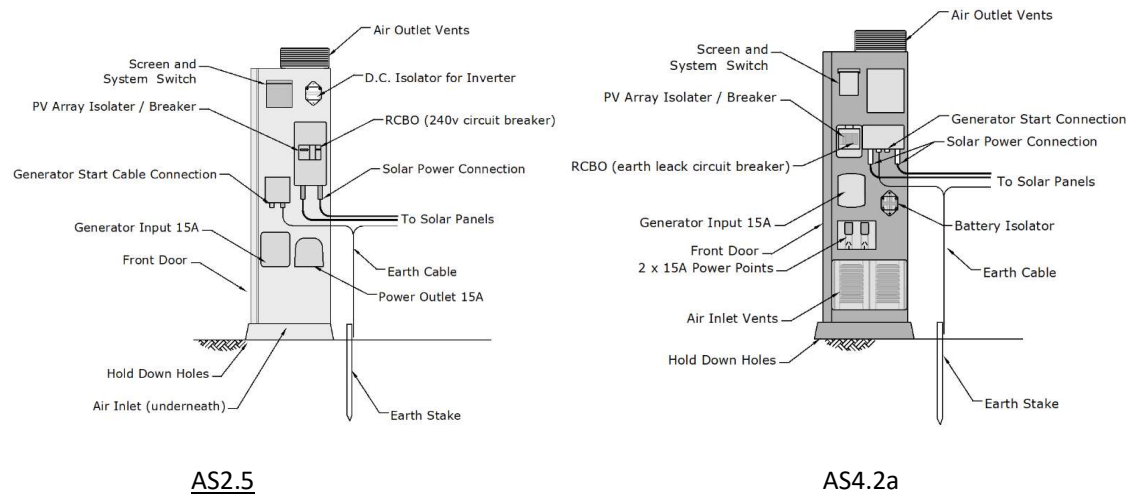 Air Outlet Vents
Screen and
System Switch
D.C. Isolator for Inverter
PV Array Isolater / Breaker
RCBO (240v circuit breaker)
Generator Start Cable Connection
Solar Power Connection
To Solar Panels
Generator Input 15A
Front Door
Earth Cable
Power Outlet 15A
Hold Down Holes
Air Inlet (underneath)
Earth Stake
AS2.5
Air Outlet Vents
Screen and
System Switch
PV Array Isolater / Breaker
Generator Start Connection
Solar Power Connection
RCBO (earth leack circuit breaker)
To Solar Panels
Generator Input 15A
Battery Isolator
Front Door
2 x 15A Power Points
Earth Cable
Air Inlet Vents
Hold Down Holes
Earth Stake
AS4.2a